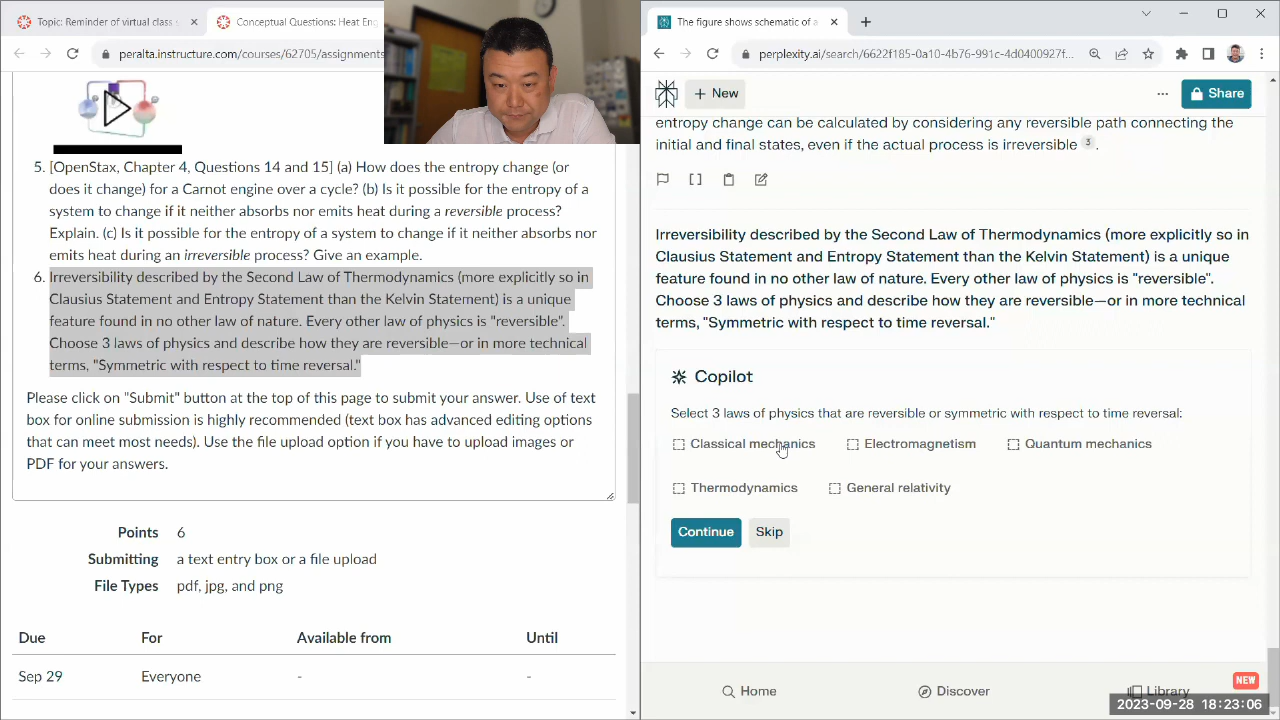 Topic: Reminder of virtual class s
Conceptual Questions: Heat En
peralta.instructure.com/courses/62705/assignments
5. [OpenStax, Chapter 4, Questions 14 and 15] (a) How does the entropy change (or
does it change) for a Carnot engine over a cycle? (b) Is it possible for the entropy of a
system to change if it neither absorbs nor emits heat during a reversible process?
Explain. (c) Is it possible for the entropy of a system to change if it neither absorbs nor
emits heat during an irreversible process? Give an example.
6. Irreversibility described by the Second Law of Thermodynamics (more explicitly so in
Clausius Statement and Entropy Statement than the Kelvin Statement) is a unique
feature found in no other law of nature. Every other law of physics is "reversible".
Choose 3 laws of physics and describe how they are reversible—or in more technical
terms, "Symmetric with respect to time reversal."
Please click on "Submit" button at the top of this page to submit your answer. Use of text
box for online submission is highly recommended (text box has advanced editing options
that can meet most needs). Use the file upload option if you have to upload images or
PDF for your answers.
Points 6
Submitting a text entry box or a file upload
File Types pdf, jpg, and png
Due For Available from Until
Sep 29 Everyone - -
The figure shows schematic of a
perplexity.ai/search/6622f185-0a10-4b76-991c-4d0400927f...
+ New
Share
entropy change can be calculated by considering any reversible path connecting the
initial and final states, even if the actual process is irreversible 3 .
Irreversibility described by the Second Law of Thermodynamics (more explicitly so in
Clausius Statement and Entropy Statement than the Kelvin Statement) is a unique
feature found in no other law of nature. Every other law of physics is "reversible".
Choose 3 laws of physics and describe how they are reversible—or in more technical
terms, "Symmetric with respect to time reversal."
Copilot
Select 3 laws of physics that are reversible or symmetric with respect to time reversal:
Classical mechanics Electromagnetism Quantum mechanics
Thermodynamics General relativity
Continue Skip
NEW
Home Discover Library
2023-09-28 18:23:06